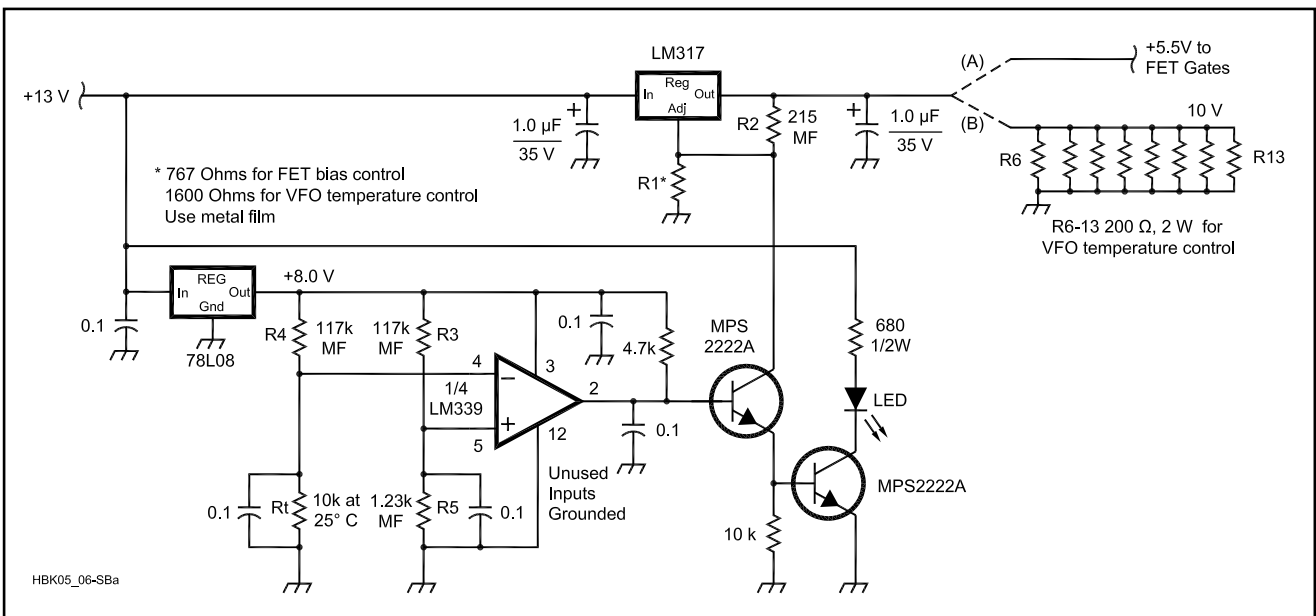 LM317
+13 V
In
Reg
Out
Adj
R2
215
MF
1.0 µF
35 V
+
1.0 µF
35 V
+
(A)
+5.5V to
FET Gates
(B)
10 V
R6
R13
R6-13 200 Ω, 2 W for
VFO temperature control
R1*
* 767 Ohms for FET bias control
1600 Ohms for VFO temperature control
Use metal film
REG
In
Out
Gnd
78L08
+8.0 V
0.1
R4
117k
MF
117k
MF
R3
0.1
4.7k
MPS
2222A
680
1/2W
LED
4
3
−
1/4
LM339
2
+
5
12
0.1
Unused
Inputs
Grounded
MPS2222A
0.1
Rt
10k at
25° C
1.23k
MF
R5
0.1
10 k
HBK05_06-SBa